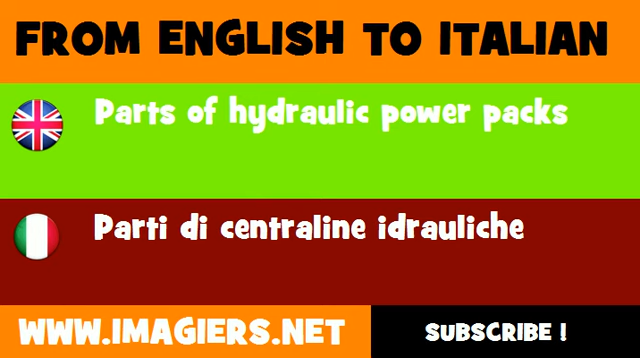 FROM ENGLISH TO ITALIAN
Parts of hydraulic power packs
Parti di centraline idrauliche
WWW.IMAGIERS.NET
SUBSCRIBE !